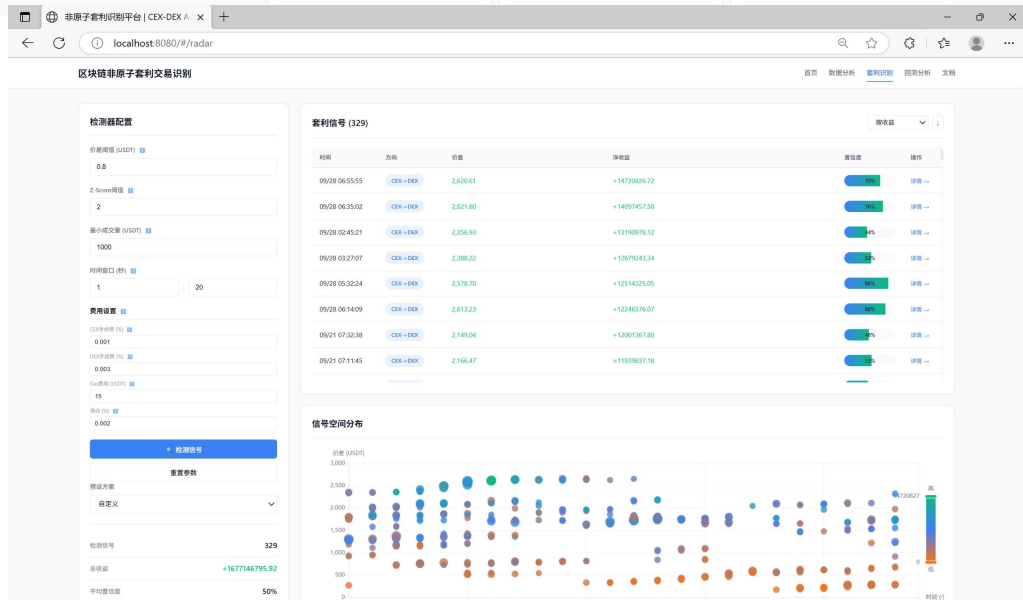 非原子套利识别平台 | CEX-DEX A
localhost:8080/#/radar
区块链非原子套利交易识别
首页 数据分析 套利识别 回测分析 文档
检测器配置
价差阈值 (USDT)
0.8
Z-Score阈值
2
最小成交量 (USDT)
1000
时间窗口 (秒)
1 - 20
费用设置
CEX手续费 (%)
0.001
DEX手续费 (%)
0.003
Gas费用 (USDT)
15
滑点 (%)
0.002
检测信号
重置参数
预设方案
自定义
检测信号 329
总收益 +1677146795.92
平均置信度 50%
套利信号 (329)
按收益 ↓
时间 方向 价差 净收益 置信度 操作
09/28 06:55:55 CEX->DEX 2,620.61 +14720826.72 70% 详情 →
09/28 06:35:02 CEX->DEX 2,621.60 +14097457.50 76% 详情 →
09/28 02:45:21 CEX->DEX 2,356.93 +13190978.12 44% 详情 →
09/28 03:27:07 CEX->DEX 2,388.22 +12679243.34 52% 详情 →
09/28 05:32:24 CEX->DEX 2,578.70 +12514325.05 86% 详情 →
09/28 06:14:09 CEX->DEX 2,613.23 +12246576.07 80% 详情 →
09/21 07:32:38 CEX->DEX 2,149.04 +12001367.80 48% 详情 →
09/21 07:11:45 CEX->DEX 2,166.47 +11939837.18 53% 详情 →
信号空间分布
价差 (USDT)
3,000
2,500
2,000
1,500
1,000
500
0
高
4720827
0
低
时间 (